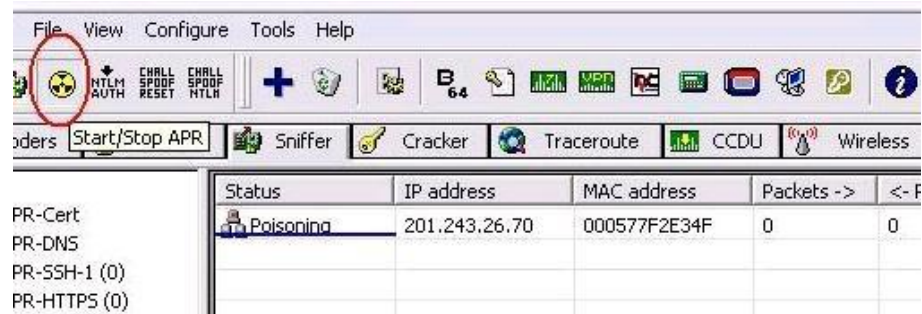 File View Configure Tools Help
NTLM AUTH CHALL SPOOF RESET CHALL SPOOF NTLM B64
Start/Stop APR Sniffer Cracker Traceroute CCDU Wireless
Status IP address MAC address Packets -> <-
Poisoning 201.243.26.70 000577F2E34F 0 0
PR-Cert
PR-DNS
PR-SSH-1 (0)
PR-HTTPS (0)